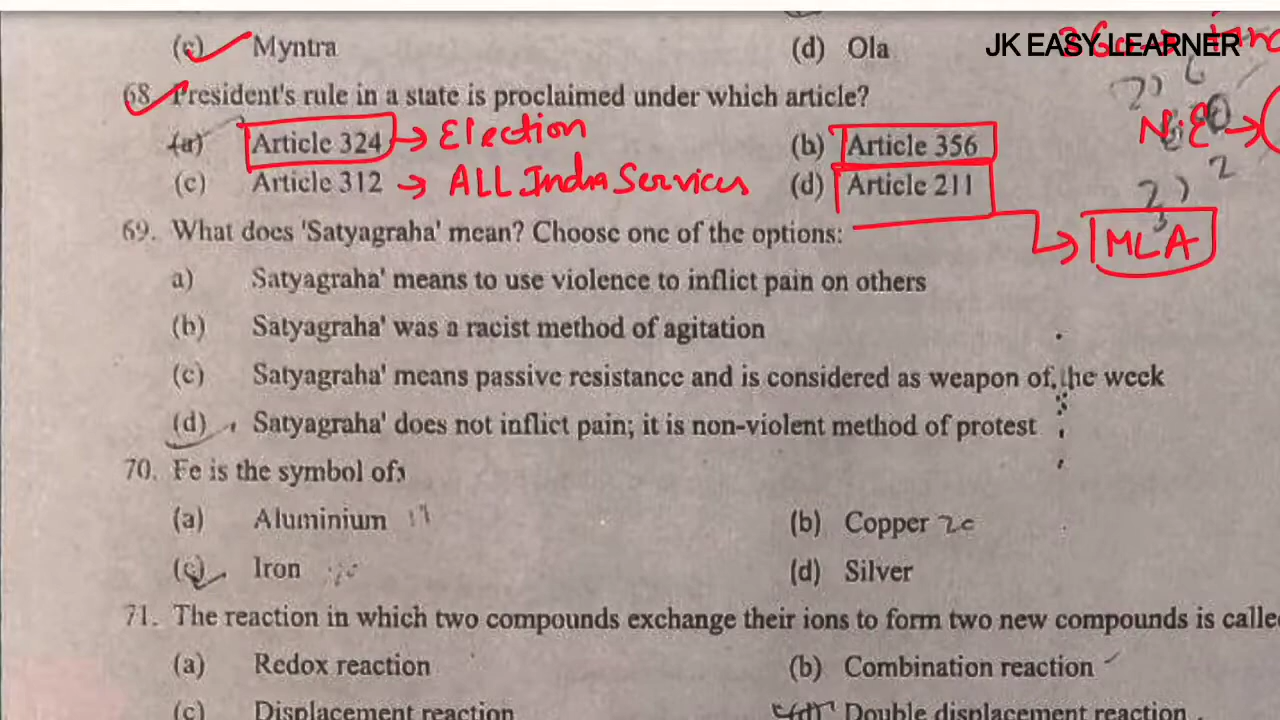 (c) Myntra (d) Ola
JK EASY LEARNER
68. President's rule in a state is proclaimed under which article?
(a) Article 324 → Election (b) Article 356
(c) Article 312 → ALL India Services (d) Article 211
→ MLA
69. What does 'Satyagraha' mean? Choose one of the options:
a) Satyagraha' means to use violence to inflict pain on others
(b) Satyagraha' was a racist method of agitation
(c) Satyagraha' means passive resistance and is considered as weapon of, the week
(d) Satyagraha' does not inflict pain; it is non-violent method of protest
70. Fe is the symbol of
(a) Aluminium (b) Copper
(c) Iron (d) Silver
71. The reaction in which two compounds exchange their ions to form two new compounds is calle
(a) Redox reaction (b) Combination reaction
(c) Displacement reaction (d) Double displacement reaction